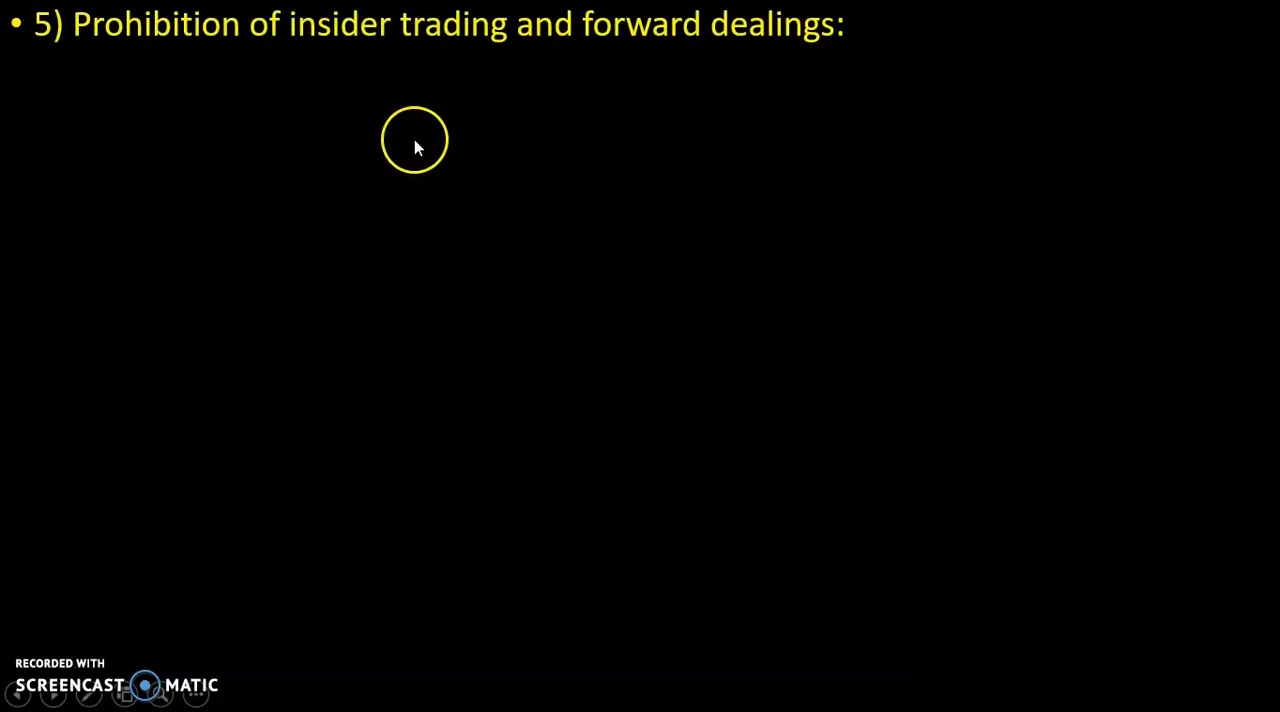 • 5) Prohibition of insider trading and forward dealings:
RECORDED WITH
SCREENCAST MATIC